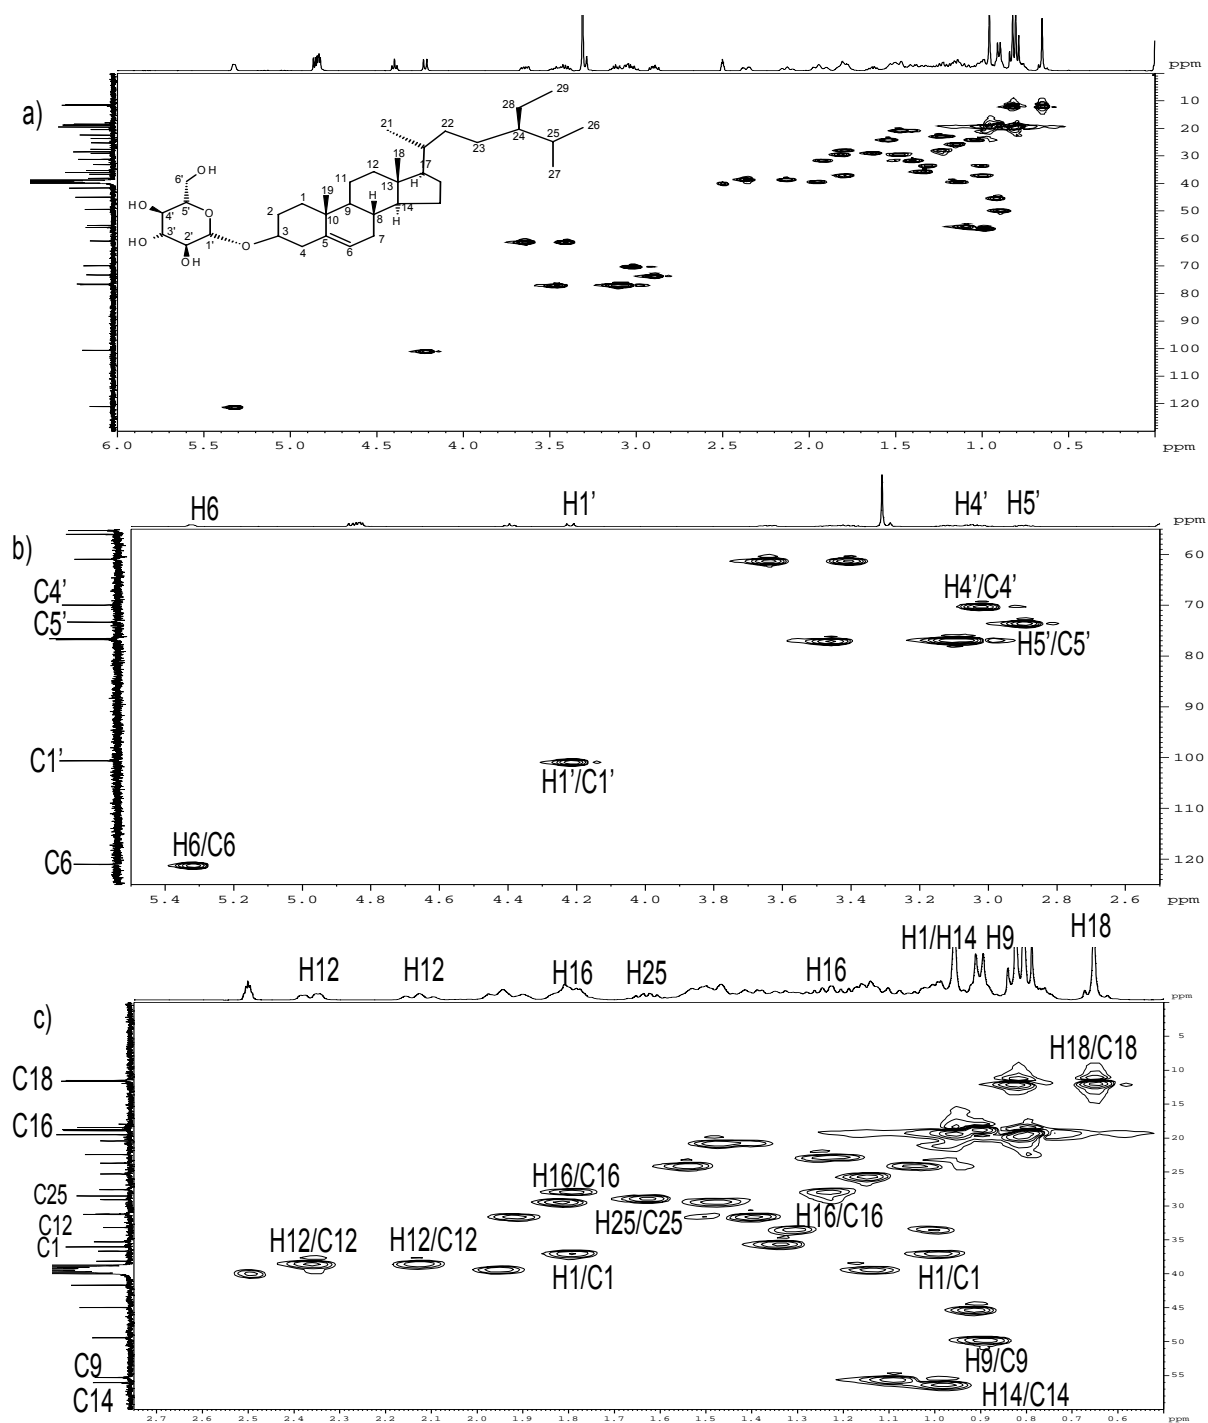 ppm
a)
29
28
21
22
24
25
26
23
27
18
12
17
11
13
H
OH
6'
19
1
H
14
2
9
8
H
10
5'
O
HO
4'
3
5
7
HO
3'
2'
1'
O
4
6
OH
10
20
30
40
50
60
70
80
90
100
110
120
6.0 5.5 5.0 4.5 4.0 3.5 3.0 2.5 2.0 1.5 1.0 0.5 ppm
H6 H1' H4' H5'
ppm
b)
C4'
C5'
C1'
C6
H4'/C4'
H5'/C5'
H1'/C1'
H6/C6
60
70
80
90
100
110
120
5.4 5.2 5.0 4.8 4.6 4.4 4.2 4.0 3.8 3.6 3.4 3.2 3.0 2.8 2.6 ppm
H12 H12 H16 H25 H16 H1/H14 H9 H18
ppm
c)
C18
C16
C25
C12
C1
C9
C14
H18/C18
H16/C16
H25/C25
H16/C16
H12/C12
H12/C12
H1/C1
H1/C1
H9/C9
H14/C14
5
10
15
20
25
30
35
40
45
50
55
2.7 2.6 2.5 2.4 2.3 2.2 2.1 2.0 1.9 1.8 1.7 1.6 1.5 1.4 1.3 1.2 1.1 1.0 0.9 0.8 0.7 0.6 ppm